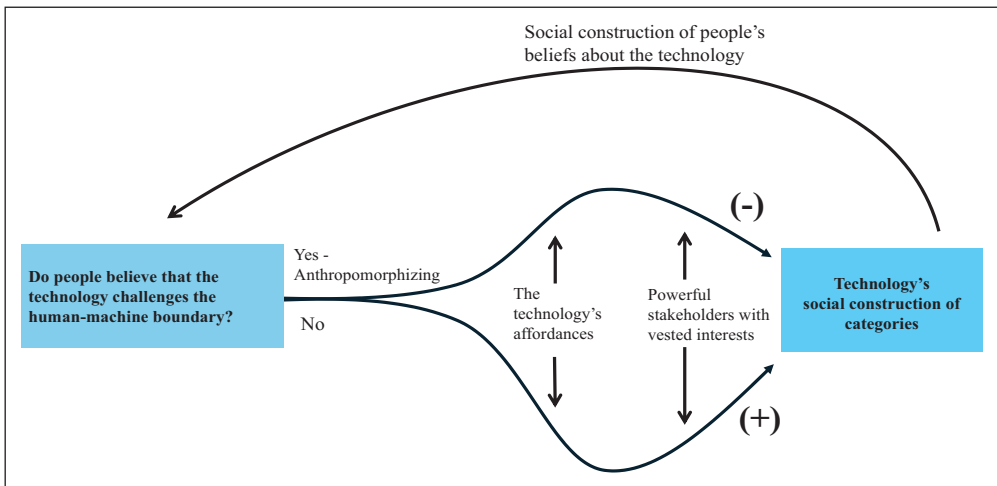 Social construction of people’s
beliefs about the technology
(-)
Yes -
Anthropomorphizing
Do people believe that the
technology challenges the
human-machine boundary?
No
The
technology’s
affordances
Powerful
stakeholders with
vested interests
Technology’s
social construction of
categories
(+)